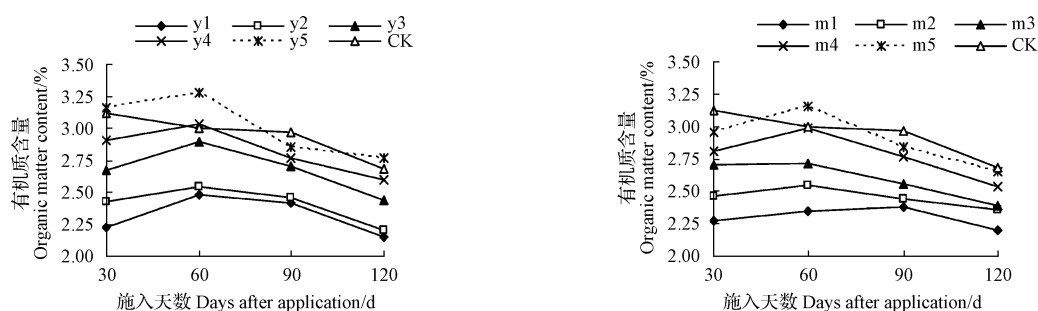 y1 y2 y3
y4 y5 CK
有机质含量
Organic matter content/%
3.50
3.25
3.00
2.75
2.50
2.25
2.00
30 60 90 120
施入天数 Days after application/d
m1 m2 m3
m4 m5 CK
有机质含量
Organic matter content/%
3.50
3.25
3.00
2.75
2.50
2.25
2.00
30 60 90 120
施入天数 Days after application/d